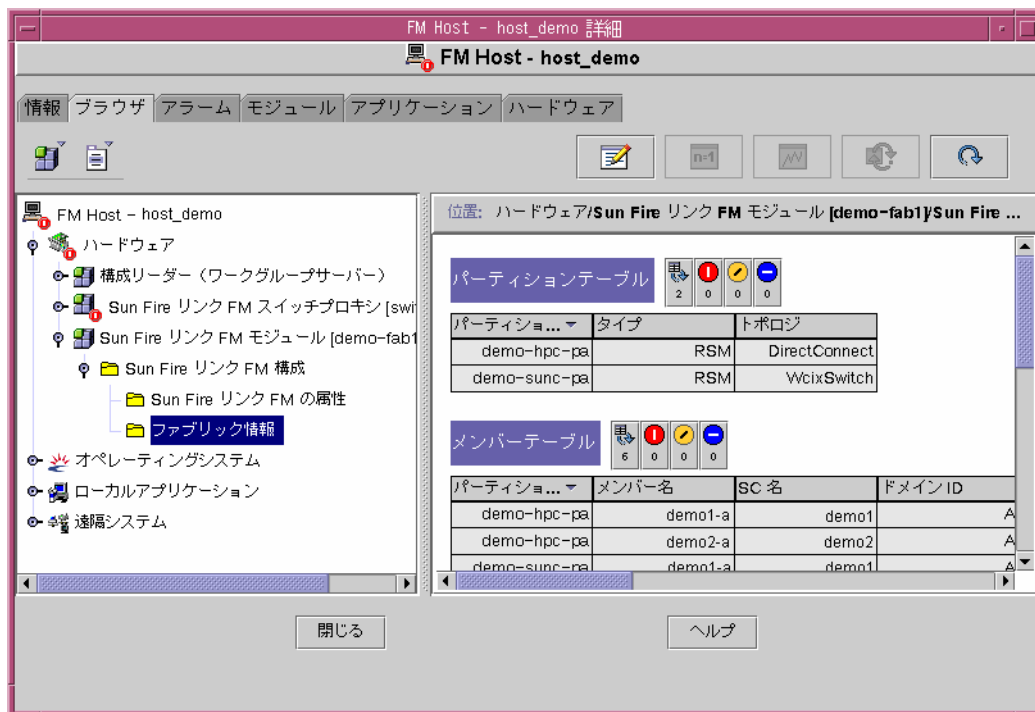 FM Host - host_demo 詳細
FM Host - host_demo
情報 ブラウザ アラーム モジュール アプリケーション ハードウェア
n=1
FM Host - host_demo
ハードウェア
構成リーダー（ワークグループサーバー）
Sun Fire リンク FM スイッチプロキシ [swi
Sun Fire リンク FM モジュール [demo-fab1
Sun Fire リンク FM 構成
Sun Fire リンク FM の属性
ファブリック情報
オペレーティングシステム
ローカルアプリケーション
遠隔システム
位置: ハードウェア/Sun Fire リンク FM モジュール [demo-fab1]/Sun Fire ...
パーティションテーブル 2 0 0 0
パーティショ... タイプ トポロジ
demo-hpc-pa RSM DirectConnect
demo-sunc-pa RSM WcixSwitch
メンバーテーブル 6 0 0 0
パーティショ... メンバー名 SC 名 ドメイン ID
demo-hpc-pa demo1-a demo1 A
demo-hpc-pa demo2-a demo2 A
demo-sunc-pa demo1-a demo1 A
閉じる ヘルプ